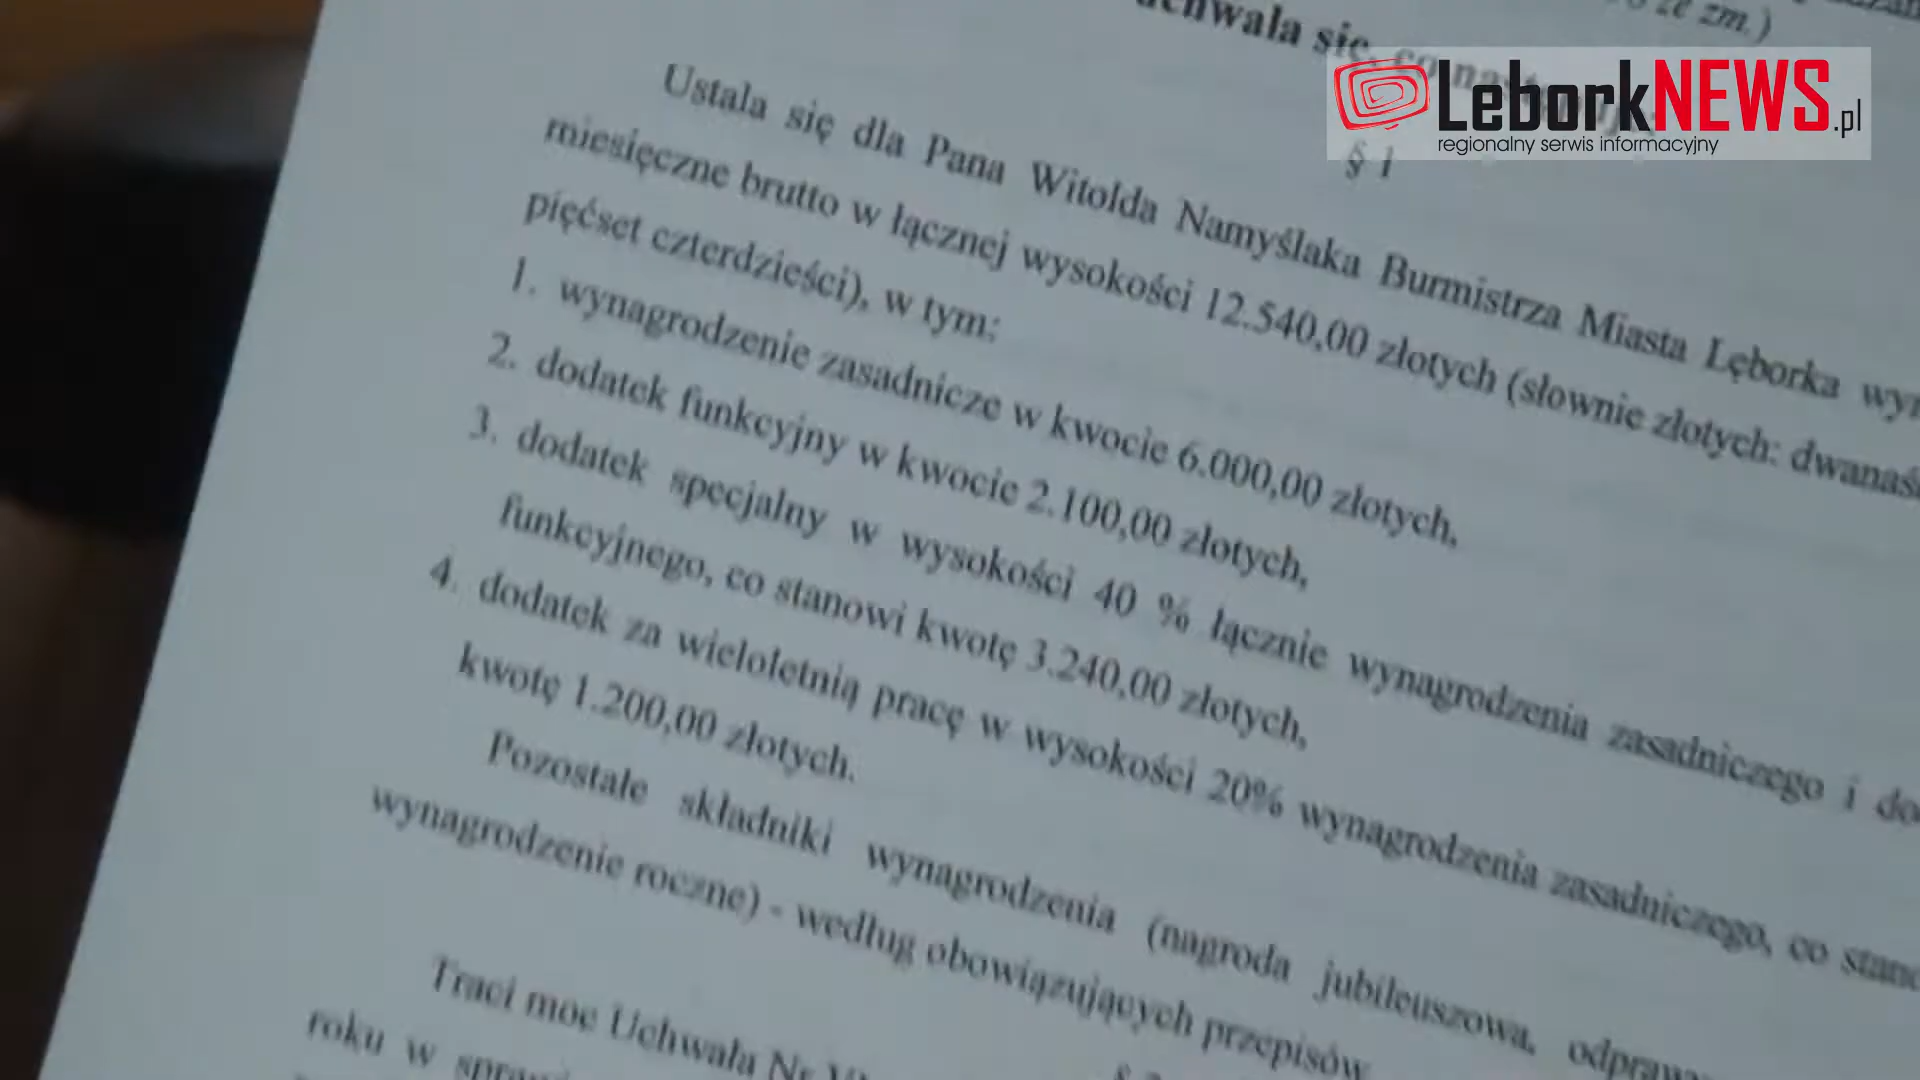 ze zm.)
uchwala się, co
LęborkNEWS.pl
regionalny serwis informacyjny
§ 1
Ustala się dla Pana Witolda Namyślaka Burmistrza Miasta Lęborka
miesięczne brutto w łącznej wysokości 12.540,00 złotych (słownie złotych:
pięćset czterdzieści), w tym:
1. wynagrodzenie zasadnicze w kwocie 6.000,00 złotych,
2. dodatek funkcyjny w kwocie 2.100,00 złotych,
3. dodatek specjalny w wysokości 40 % łącznie wynagrodzenia zasadniczego i
funkcyjnego, co stanowi kwotę 3.240,00 złotych,
4. dodatek za wieloletnią pracę w wysokości 20% wynagrodzenia zasadniczego, co
kwotę 1.200,00 złotych.
Pozostałe składniki wynagrodzenia (nagroda jubileuszowa,
wynagrodzenie roczne) - według obowiązujących przepisów
Traci moc Uchwała Nr
roku w